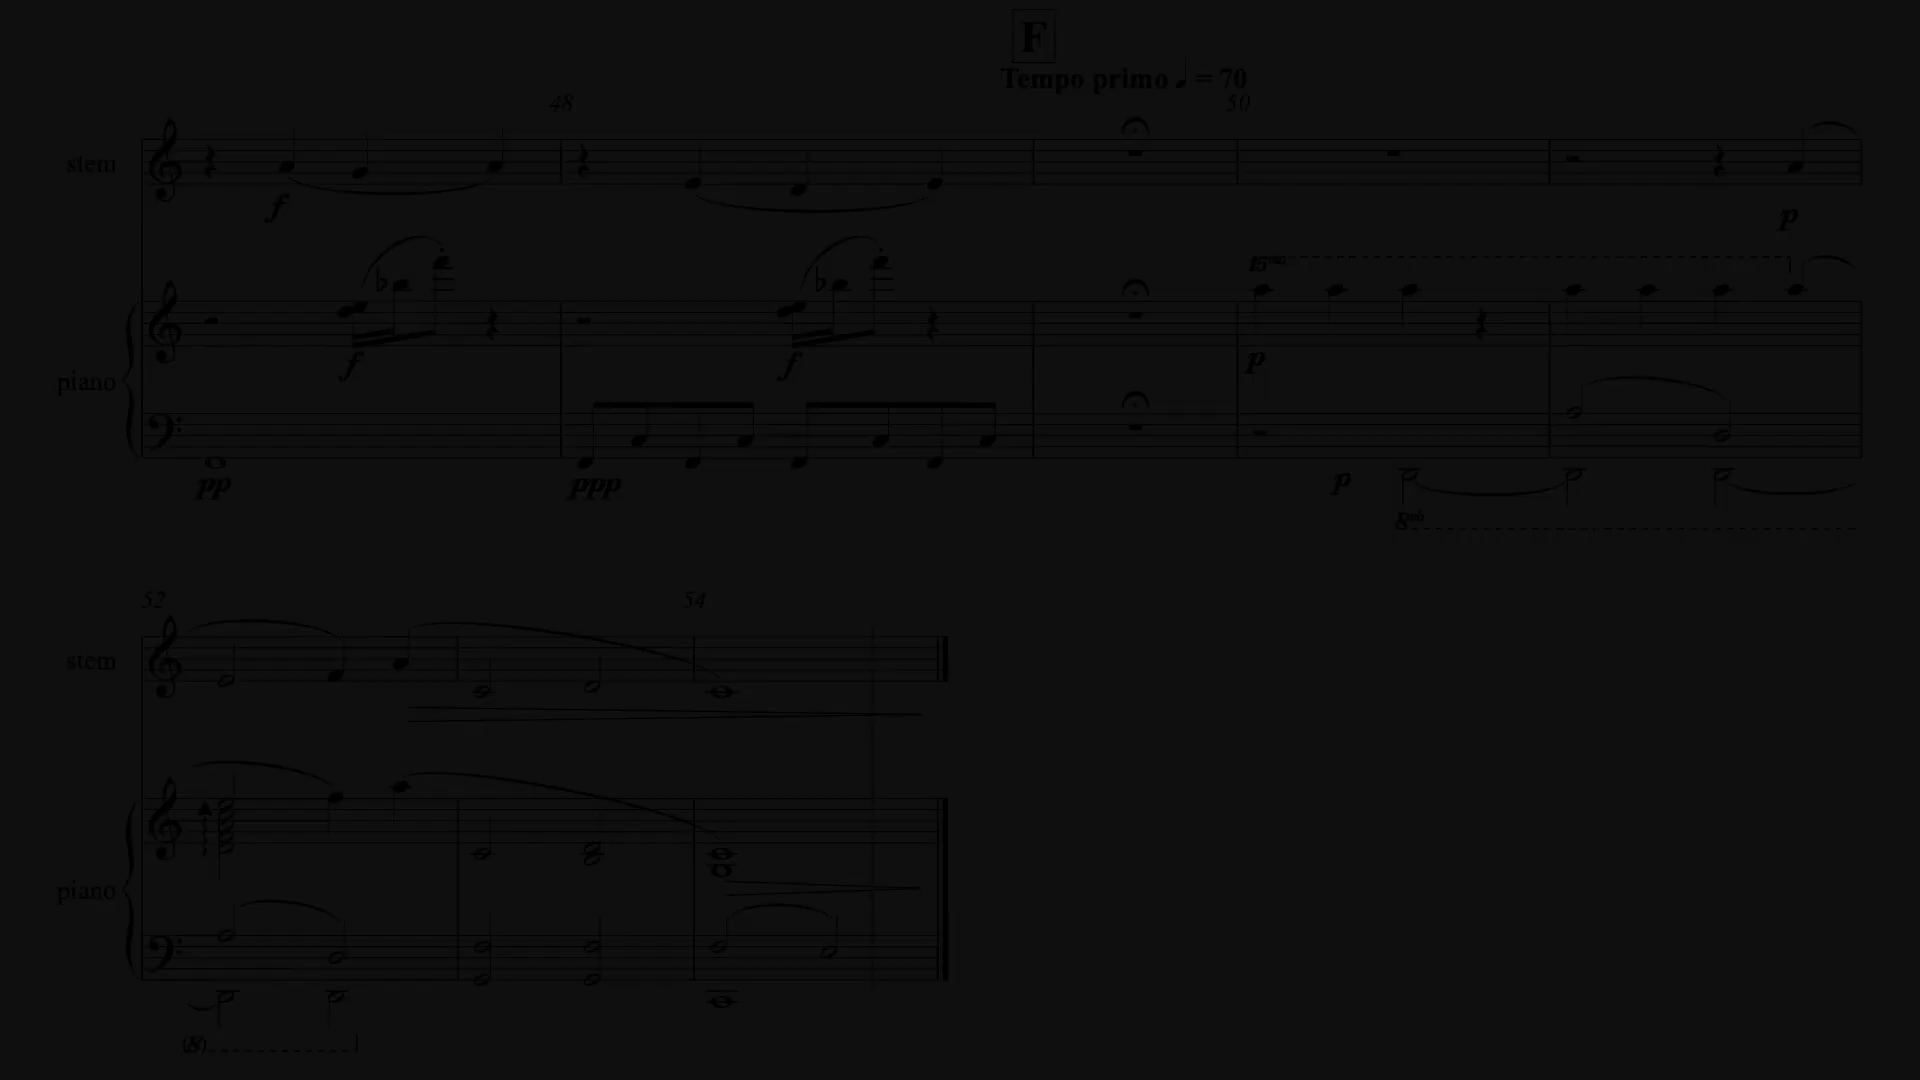 F
Tempo primo ♩ = 70
48
50
stem
f
p
15ma
piano
f
f
p
pp
ppp
p
8vb
52
54
stem
piano
(8)